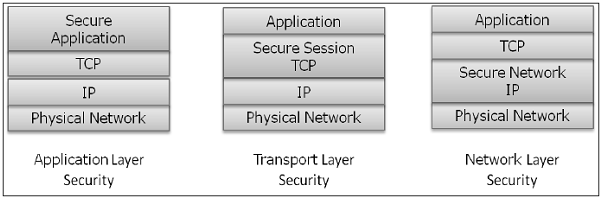 Secure
Application
TCP
IP
Physical Network
Application Layer
Security
Application
Secure Session
TCP
IP
Physical Network
Transport Layer
Security
Application
TCP
Secure Network
IP
Physical Network
Network Layer
Security